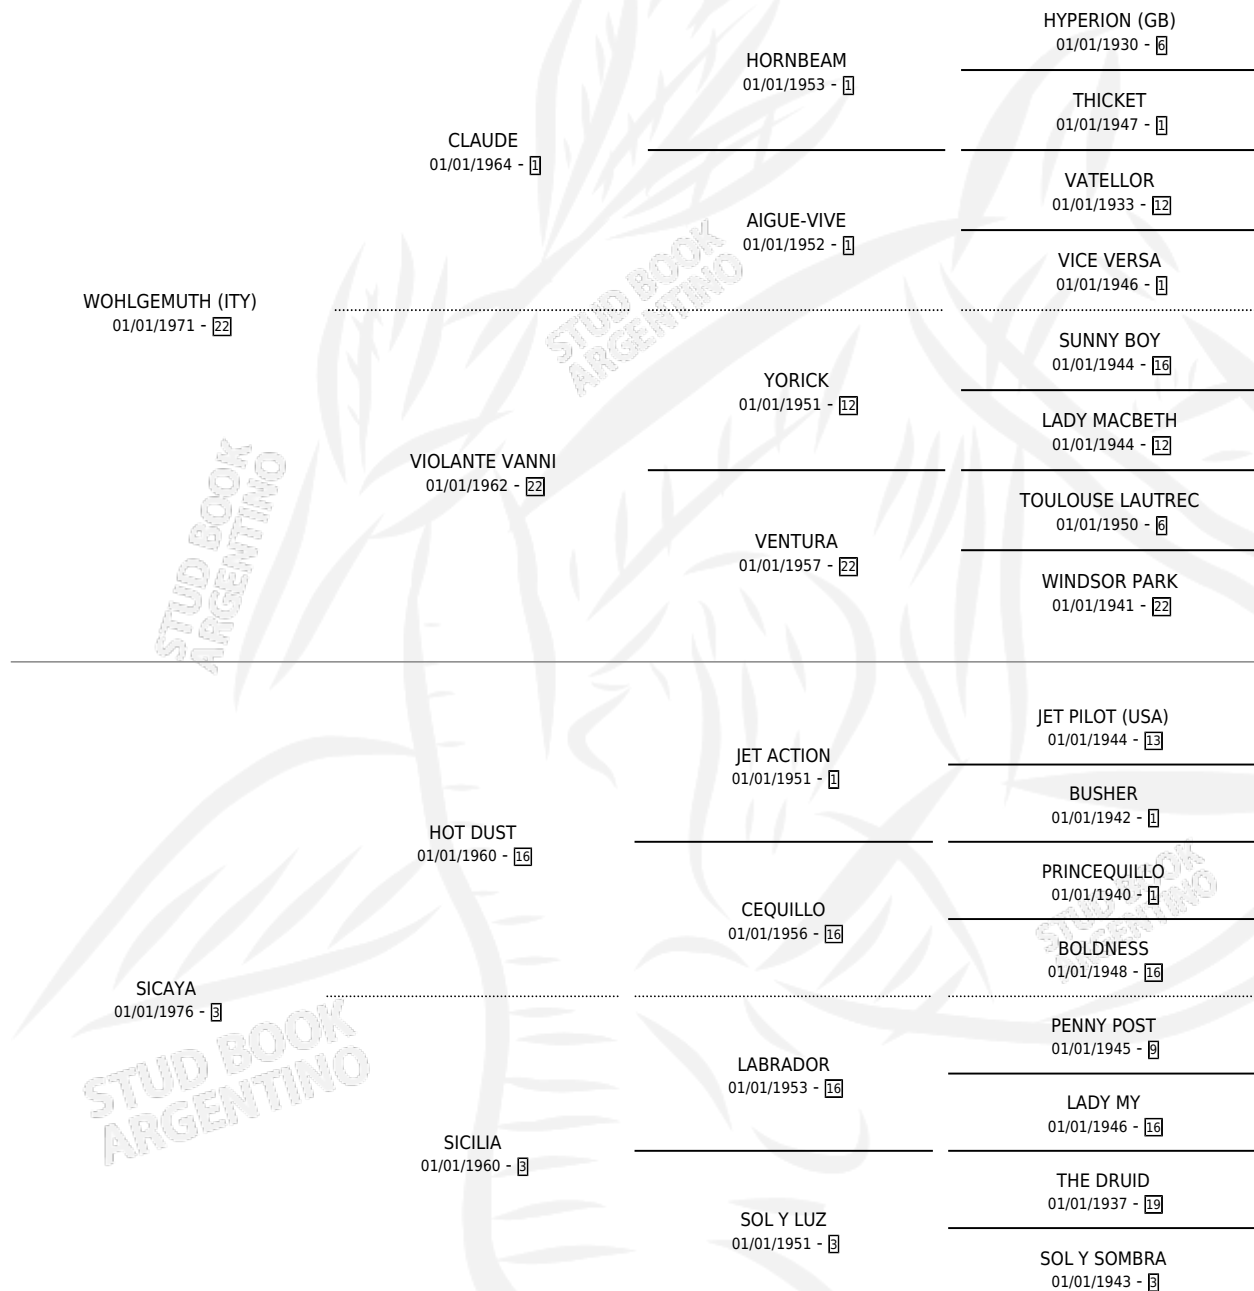 HYPERION (GB)
01/01/1930 - 6
HORNBEAM
01/01/1953 - 1
THICKET
01/01/1947 - 1
CLAUDE
01/01/1964 - 1
VATELLOR
01/01/1933 - 12
AIGUE-VIVE
01/01/1952 - 1
VICE VERSA
01/01/1946 - 1
WOHLGEMUTH (ITY)
01/01/1971 - 22
SUNNY BOY
01/01/1944 - 16
YORICK
01/01/1951 - 12
LADY MACBETH
01/01/1944 - 12
VIOLANTE VANNI
01/01/1962 - 22
TOULOUSE LAUTREC
01/01/1950 - 6
VENTURA
01/01/1957 - 22
WINDSOR PARK
01/01/1941 - 22
STUD BOOK
ARGENTINO
STUD BOOK
ARGENTINO
JET PILOT (USA)
01/01/1944 - 13
JET ACTION
01/01/1951 - 1
BUSHER
01/01/1942 - 1
HOT DUST
01/01/1960 - 16
PRINCEQUILLO
01/01/1940 - 1
CEQUILLO
01/01/1956 - 16
BOLDNESS
01/01/1948 - 16
SICAYA
01/01/1976 - 3
PENNY POST
01/01/1945 - 9
LABRADOR
01/01/1953 - 16
LADY MY
01/01/1946 - 16
SICILIA
01/01/1960 - 3
THE DRUID
01/01/1937 - 19
SOL Y LUZ
01/01/1951 - 3
SOL Y SOMBRA
01/01/1943 - 3
STUD BOOK
ARGENTINO
STUD BOOK
ARGENTINO